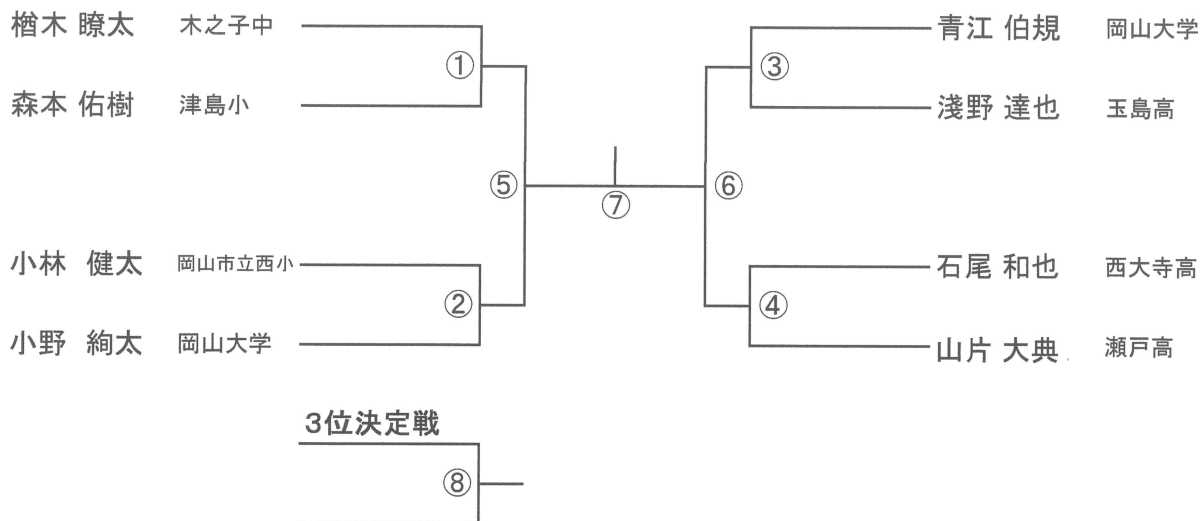 楢木 瞭太 木之子中
①
森本 佑樹 津島小
⑤
小林 健太 岡山市立西小
②
小野 絢太 岡山大学
⑦
青江 伯規 岡山大学
③
淺野 達也 玉島高
⑥
石尾 和也 西大寺高
④
山片 大典 瀬戸高
3位決定戦
⑧